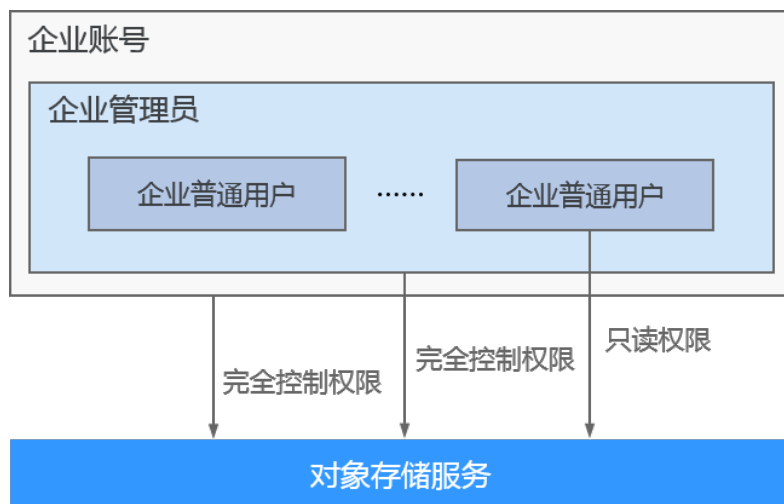 企业账号
企业管理员
企业普通用户 ······ 企业普通用户
只读权限
完全控制权限
完全控制权限
对象存储服务